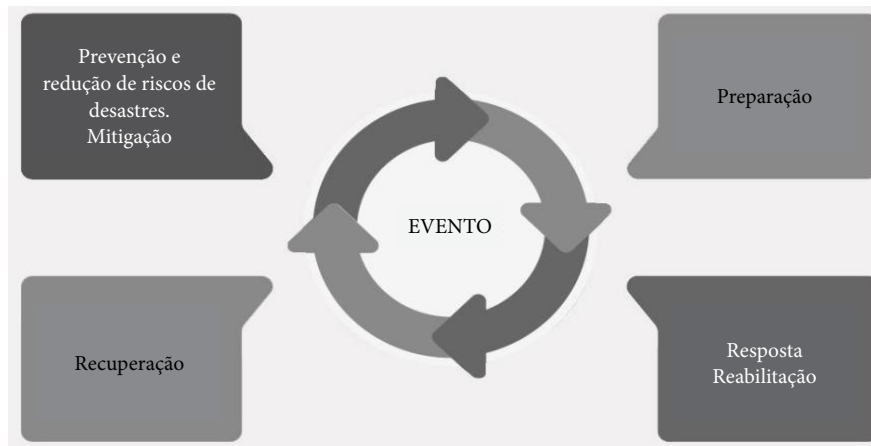 Prevenção e
redução de riscos de
desastres.
Mitigação
Preparação
EVENTO
Recuperação
Resposta
Reabilitação